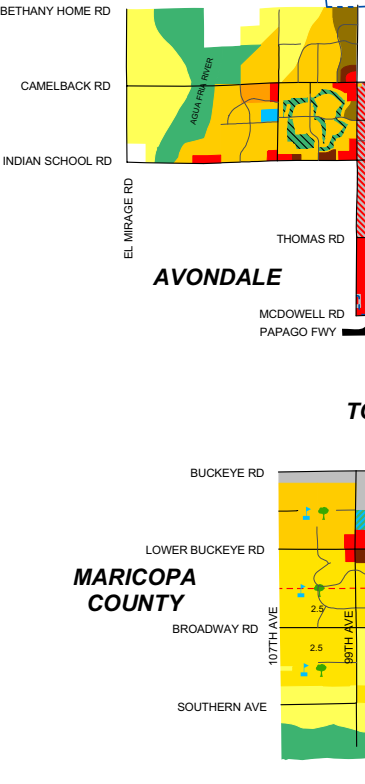 BETHANY HOME RD
CAMELBACK RD
AGUA FRIA RIVER
INDIAN SCHOOL RD
EL MIRAGE RD
THOMAS RD
AVONDALE
MCDOWELL RD
PAPAGO FWY
TO
BUCKEYE RD
LOWER BUCKEYE RD
MARICOPA
COUNTY
2.5
BROADWAY RD
107TH AVE
99TH AVE
2.5
SOUTHERN AVE